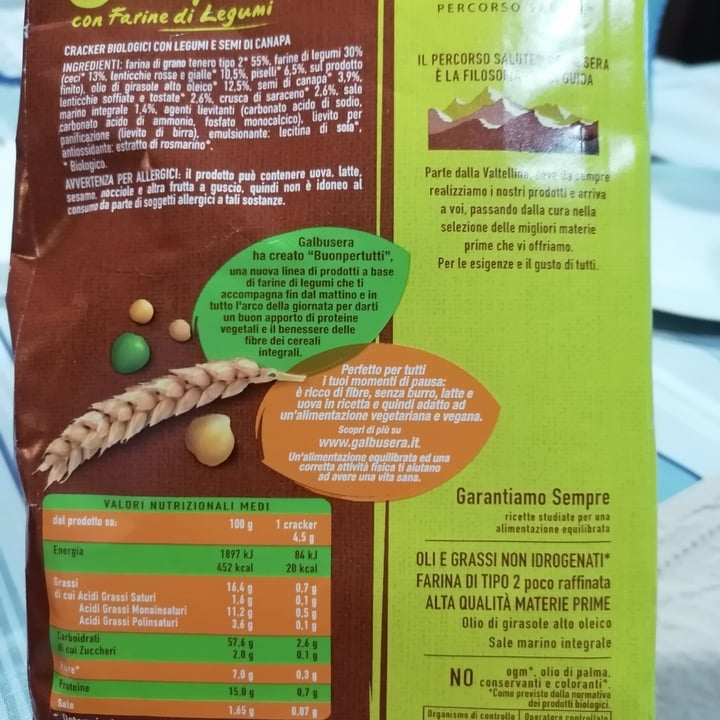 con Farine di Legumi
CRACKER BIOLOGICI CON LEGUMI E SEMI DI CANAPA
INGREDIENTI: farina di grano tenero tipo 2* 55%, farine di legumi 30%
(ceci* 13%, lenticchie rosse e gialle* 10,5%, piselli* 6,5%, sul prodotto
finito), olio di girasole alto oleico* 12,5%, semi di canapa* 3,9%,
lenticchie soffiate e tostate* 2,6%, crusca di saraceno* 2,6%, sale
marino integrale 1,4%, agenti lievitanti (carbonato acido di sodio,
carbonato acido di ammonio, fosfato monocalcico), lievito per
panificazione (lievito di birra), emulsionante: lecitina di soia*,
antiossidante: estratto di rosmarino*.
* Biologico.
AVVERTENZA PER ALLERGICI: il prodotto può contenere uova, latte,
sesamo, nocciole e altra frutta a guscio, quindi non è idoneo al
consumo da parte di soggetti allergici a tali sostanze.
Galbusera
ha creato "Buonpertutti",
una nuova linea di prodotti a base
di farine di legumi che ti
accompagna fin dal mattino e in
tutto l'arco della giornata per darti
un buon apporto di proteine
vegetali e il benessere delle
fibre dei cereali
integrali.
Perfetto per tutti
i tuoi momenti di pausa:
è ricco di fibre, senza burro, latte e
uova in ricetta e quindi adatto ad
un'alimentazione vegetariana e vegana.
Scopri di più su
www.galbusera.it
Un'alimentazione equilibrata ed una
corretta attività fisica ti aiutano
ad avere una vita sana.
VALORI NUTRIZIONALI MEDI
del prodotto su: 100 g 1 cracker
4,5 g
Energia 1897 kJ 84 kJ
452 kcal 20 kcal
Grassi 16,4 g 0,7 g
di cui Acidi Grassi Saturi 1,6 g 0,1 g
Acidi Grassi Monoinsaturi 11,2 g 0,5 g
Acidi Grassi Polinsaturi 3,6 g 0,1 g
Carboidrati 57,6 g 2,6 g
di cui Zuccheri 2,0 g 0,1 g
Fibre* 7,0 g 0,3 g
Proteine 15,0 g 0,7 g
Sale 1,65 g 0,07 g
PERCORSO
IL PERCORSO SALUTE
È LA FILOSOFIA GUIDA
Parte dalla Valtellina, dove da sempre
realizziamo i nostri prodotti e arriva
a voi, passando dalla cura nella
selezione delle migliori materie
prime che vi offriamo.
Per le esigenze e il gusto di tutti.
Garantiamo Sempre
ricette studiate per una
alimentazione equilibrata
OLI E GRASSI NON IDROGENATI*
FARINA DI TIPO 2 poco raffinata
ALTA QUALITÀ MATERIE PRIME
Olio di girasole alto oleico
Sale marino integrale
NO ogm*, olio di palma,
conservanti e coloranti*.
*Come previsto dalla normativa
dei prodotti biologici.
Organismo di controllo Operatore controllato